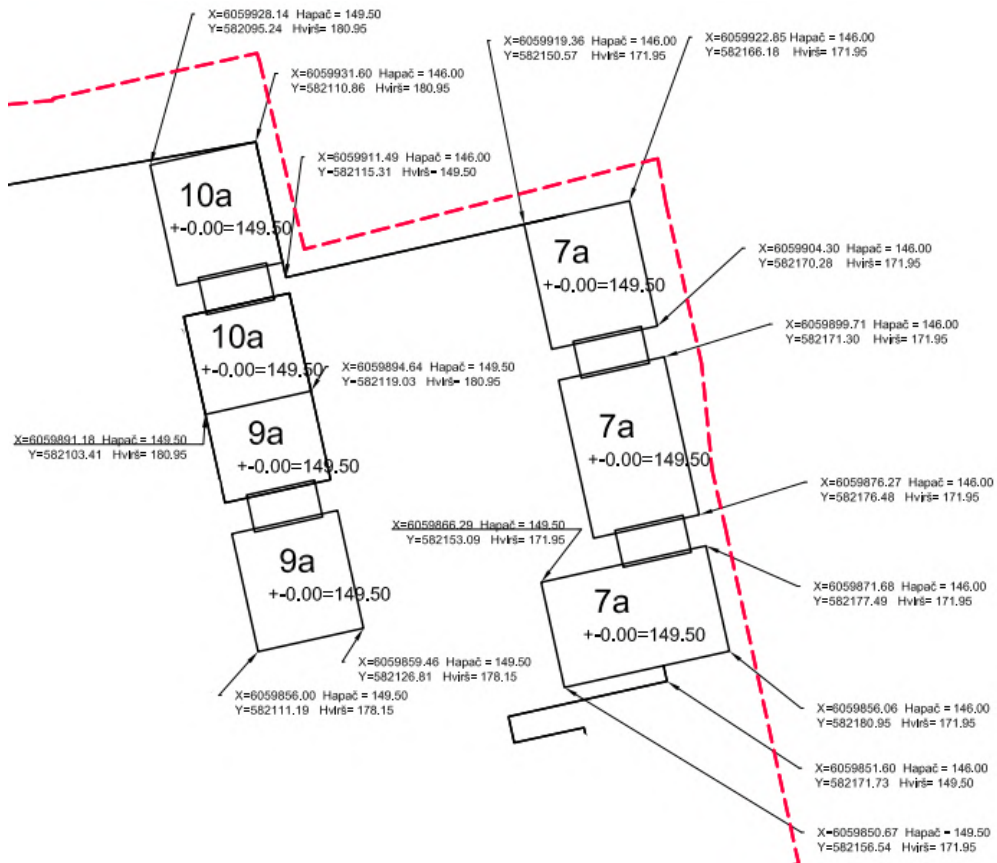 X=6059928.14 Hapač = 149.50
Y=582095.24 Hvirš= 180.95
X=6059931.60 Hapač = 146.00
Y=582110.86 Hvirš= 180.95
X=6059919.36 Hapač = 146.00
Y=582150.57 Hvirš= 171.95
X=6059922.85 Hapač = 146.00
Y=582166.18 Hvirš= 171.95
X=6059911.49 Hapač = 146.00
Y=582115.31 Hvirš= 149.50
10a
+-0.00=149.50
7a
+-0.00=149.50
X=6059904.30 Hapač = 146.00
Y=582170.28 Hvirš= 171.95
10a
+-0.00=149.50
X=6059899.71 Hapač = 146.00
Y=582171.30 Hvirš= 171.95
X=6059894.64 Hapač = 149.50
Y=582119.03 Hvirš= 180.95
X=6059891.18 Hapač = 149.50
Y=582103.41 Hvirš= 180.95
9a
+-0.00=149.50
7a
+-0.00=149.50
X=6059876.27 Hapač = 146.00
Y=582176.48 Hvirš= 171.95
X=6059866.29 Hapač = 149.50
Y=582153.09 Hvirš= 171.95
9a
+-0.00=149.50
7a
+-0.00=149.50
X=6059871.68 Hapač = 146.00
Y=582177.49 Hvirš= 171.95
X=6059859.46 Hapač = 149.50
Y=582126.81 Hvirš= 178.15
X=6059856.00 Hapač = 149.50
Y=582111.19 Hvirš= 178.15
X=6059856.06 Hapač = 146.00
Y=582180.95 Hvirš= 171.95
X=6059851.60 Hapač = 146.00
Y=582171.73 Hvirš= 149.50
X=6059850.67 Hapač = 149.50
Y=582156.54 Hvirš= 171.95